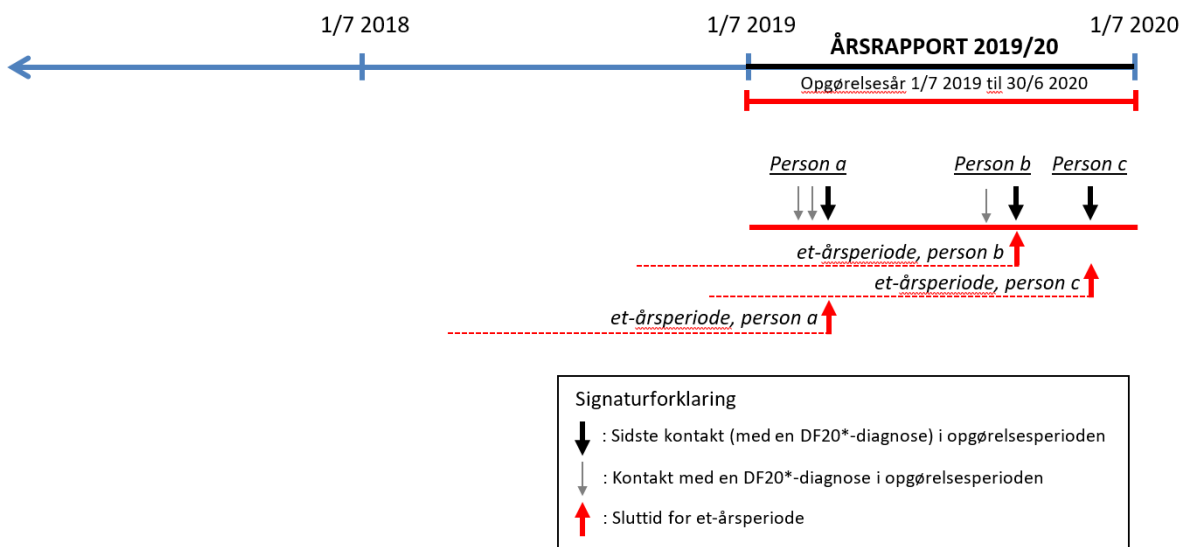 1/7 2018
1/7 2019
1/7 2020
ÅRSRAPPORT 2019/20
Opgørelsesår 1/7 2019 til 30/6 2020
Person a
Person b
Person c
et-årsperiode, person b
et-årsperiode, person c
et-årsperiode, person a
Signaturforklaring
: Sidste kontakt (med en DF20*-diagnose) i opgørelsesperioden
: Kontakt med en DF20*-diagnose i opgørelsesperioden
: Sluttid for et-årsperiode